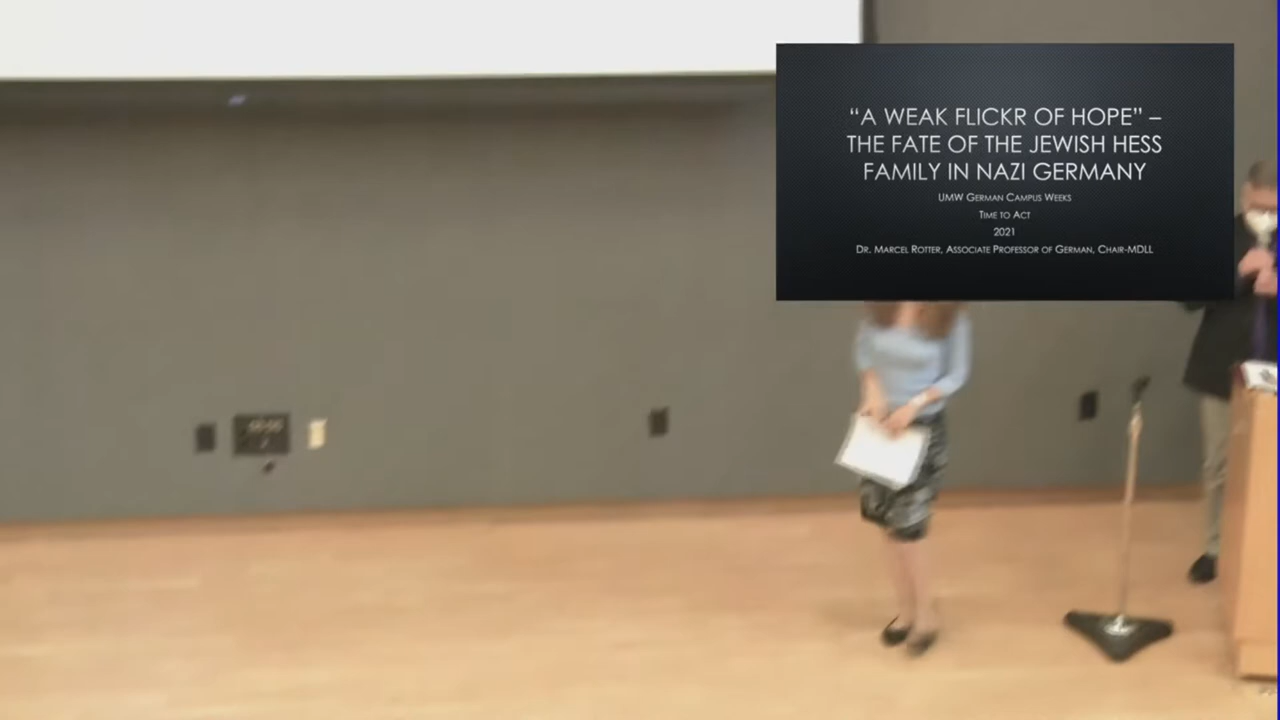 “A WEAK FLICKR OF HOPE” –
THE FATE OF THE JEWISH HESS
FAMILY IN NAZI GERMANY
UMW GERMAN CAMPUS WEEKS
TIME TO ACT
2021
DR. MARCEL ROTTER, ASSOCIATE PROFESSOR OF GERMAN, CHAIR-MDLL